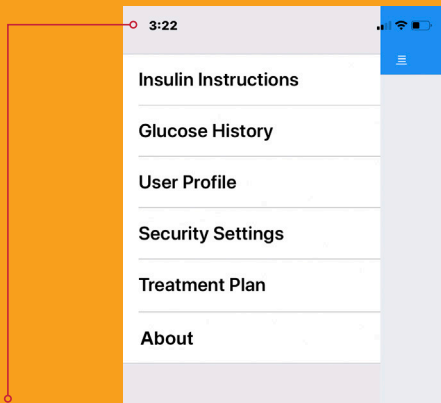 3:22
Insulin Instructions
Glucose History
User Profile
Security Settings
Treatment Plan
About